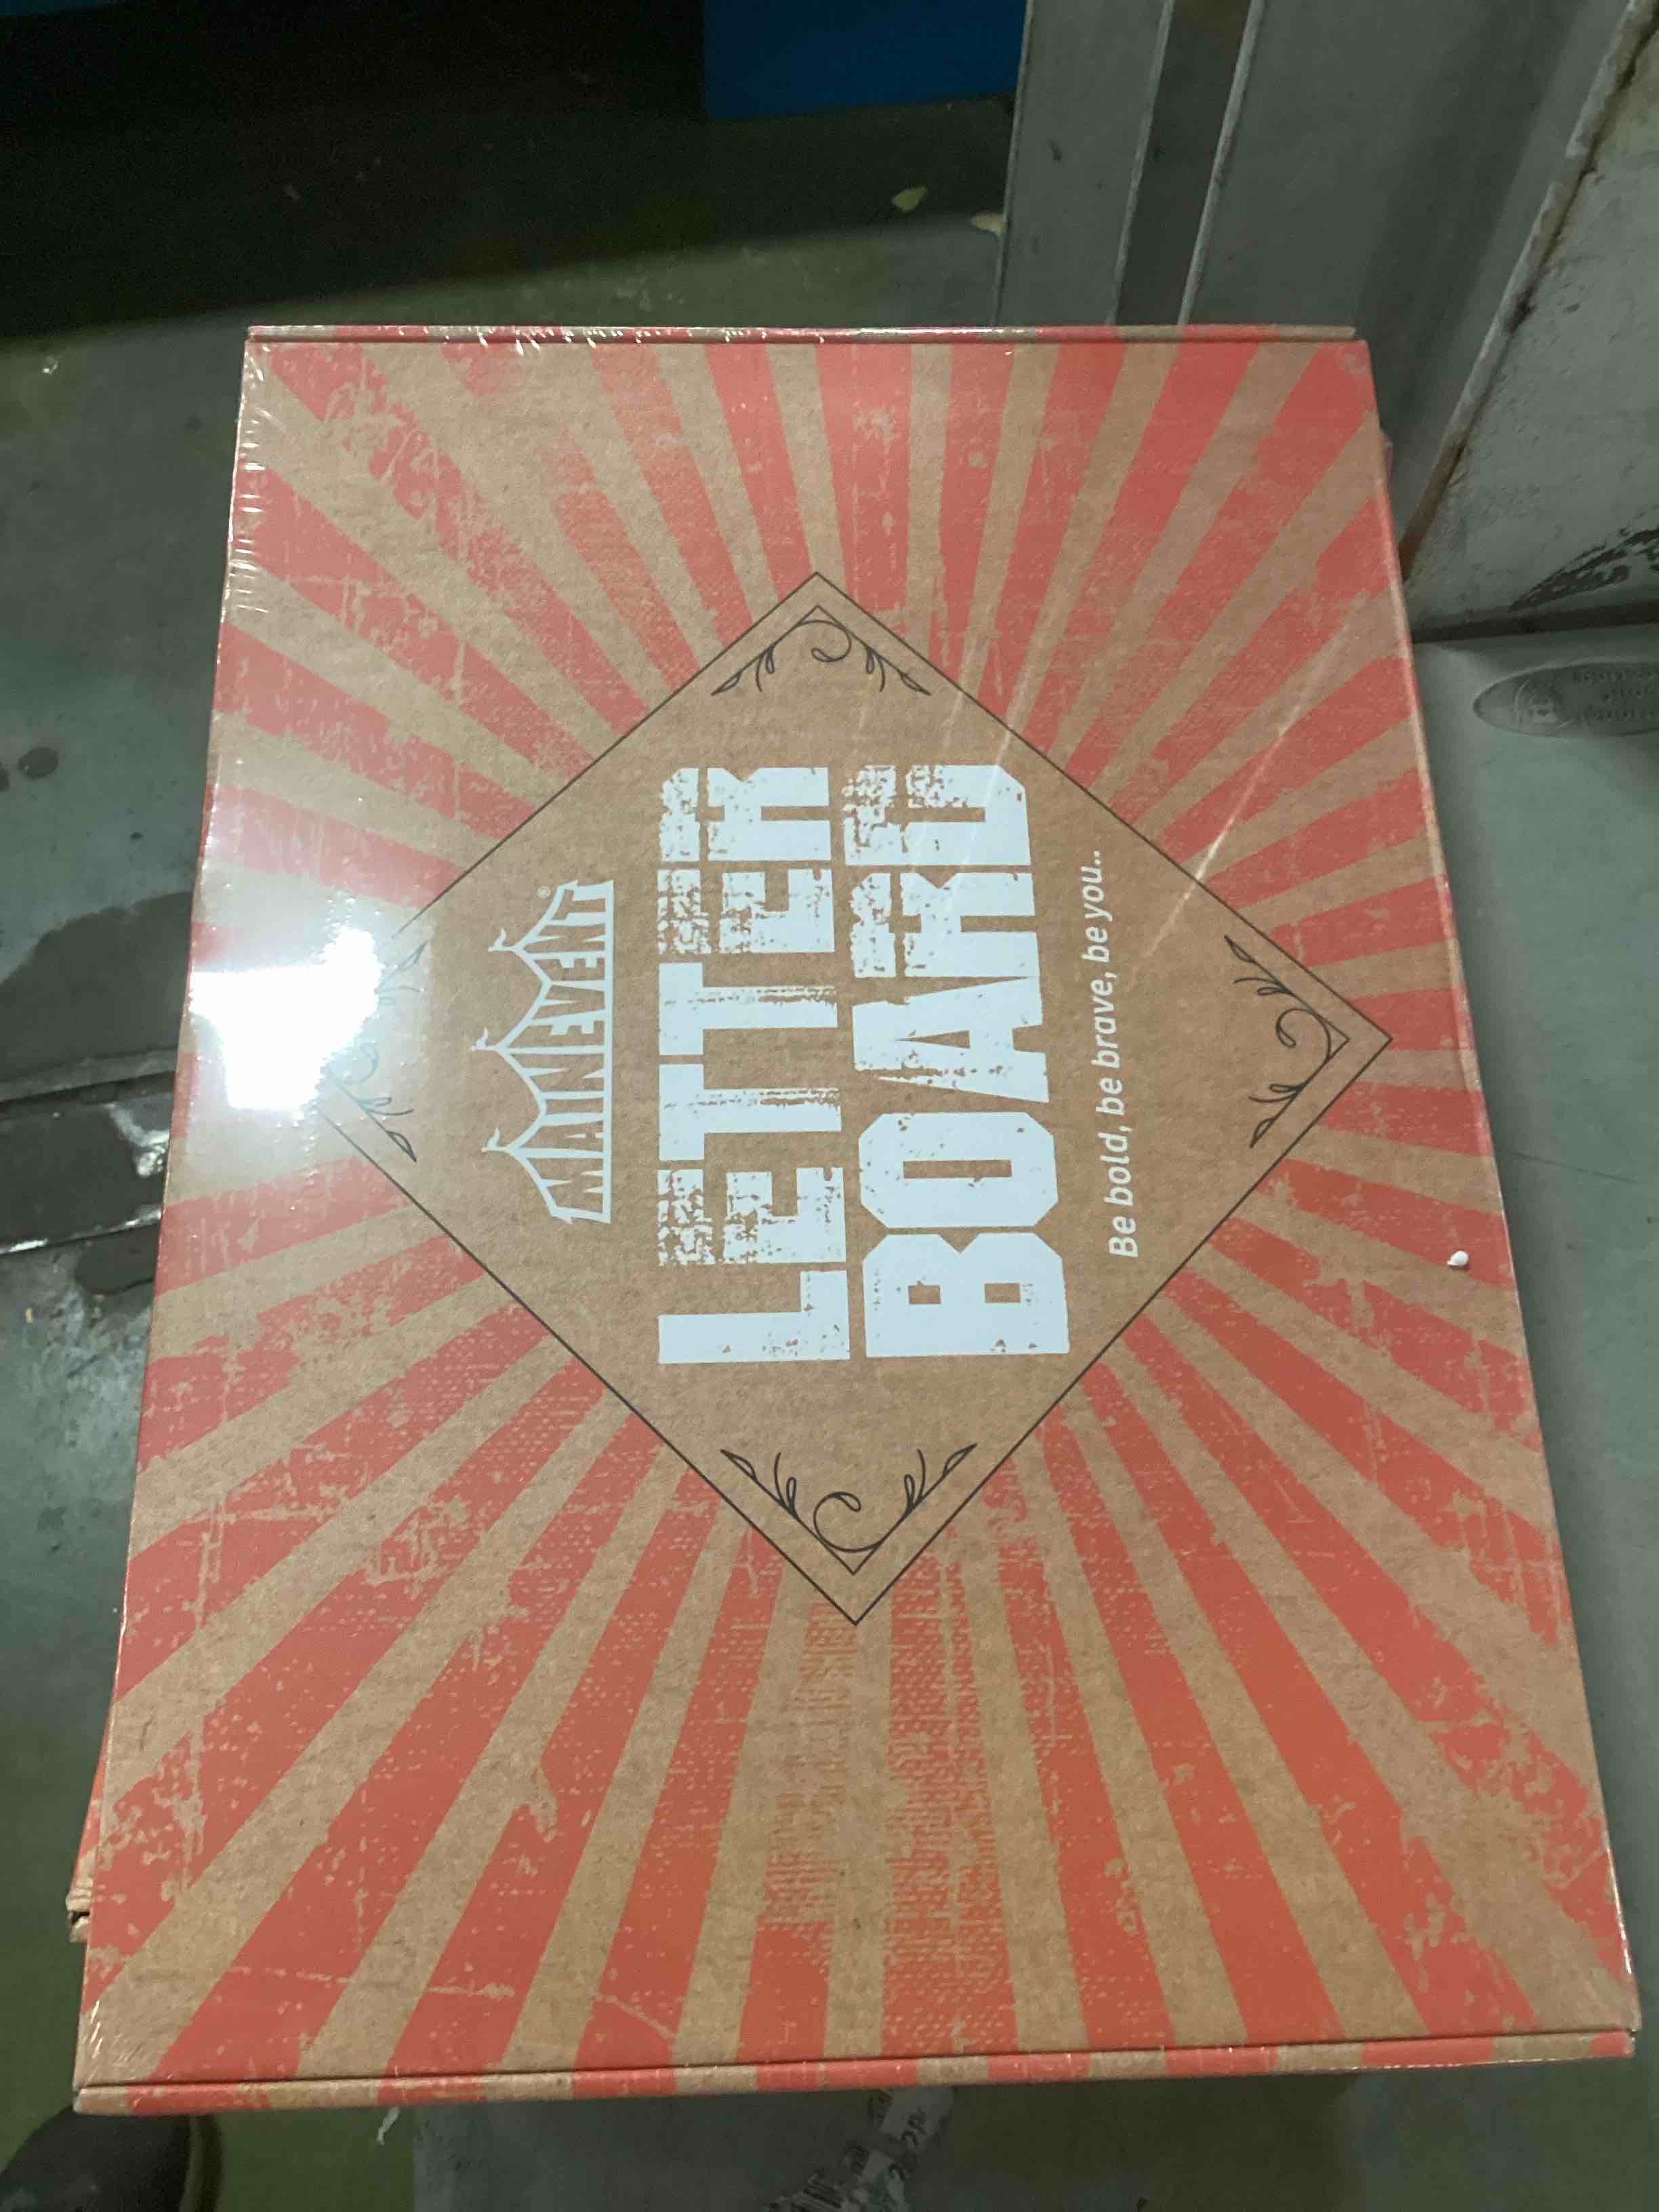 MAINEVENT®
LETTER
BOARD
Be bold, be brave, be you..